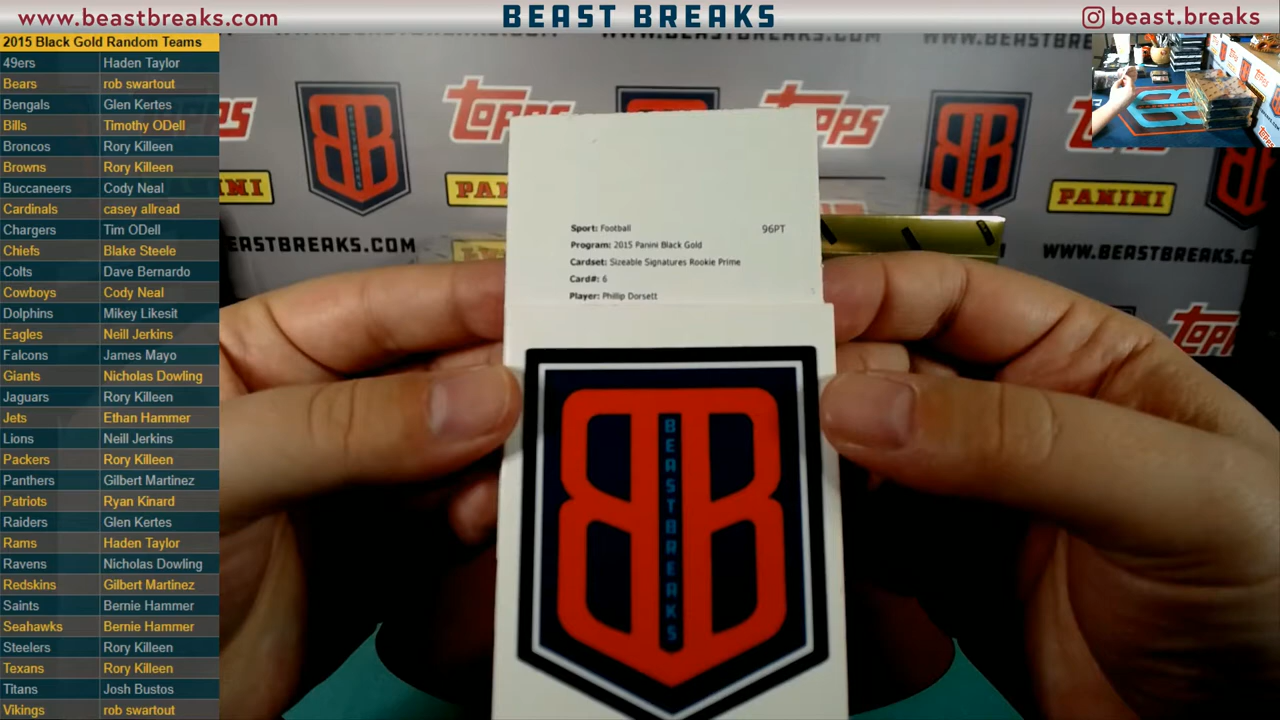 www.beastbreaks.com
BEAST BREAKS
beast.breaks
2015 Black Gold Random Teams
49ers Haden Taylor
Bears rob swartout
Bengals Glen Kertes
Bills Timothy ODell
Broncos Rory Killeen
Browns Rory Killeen
Buccaneers Cody Neal
Cardinals casey allread
Chargers Tim ODell
Chiefs Blake Steele
Colts Dave Bernardo
Cowboys Cody Neal
Dolphins Mikey Likesit
Eagles Neill Jerkins
Falcons James Mayo
Giants Nicholas Dowling
Jaguars Rory Killeen
Jets Ethan Hammer
Lions Neill Jerkins
Packers Rory Killeen
Panthers Gilbert Martinez
Patriots Ryan Kinard
Raiders Glen Kertes
Rams Haden Taylor
Ravens Nicholas Dowling
Redskins Gilbert Martinez
Saints Bernie Hammer
Seahawks Bernie Hammer
Steelers Rory Killeen
Texans Rory Killeen
Titans Josh Bustos
Vikings rob swartout
topps
topps
PANINI
PANINI
BEASTBREAKS.COM
WWW.BEASTBREAKS.C
Sport: Football 96PT
Program: 2015 Panini Black Gold
Cardset: Sizeable Signatures Rookie Prime
Card#: 6
Player: Phillip Dorsett
BB
BEASTBREAKS